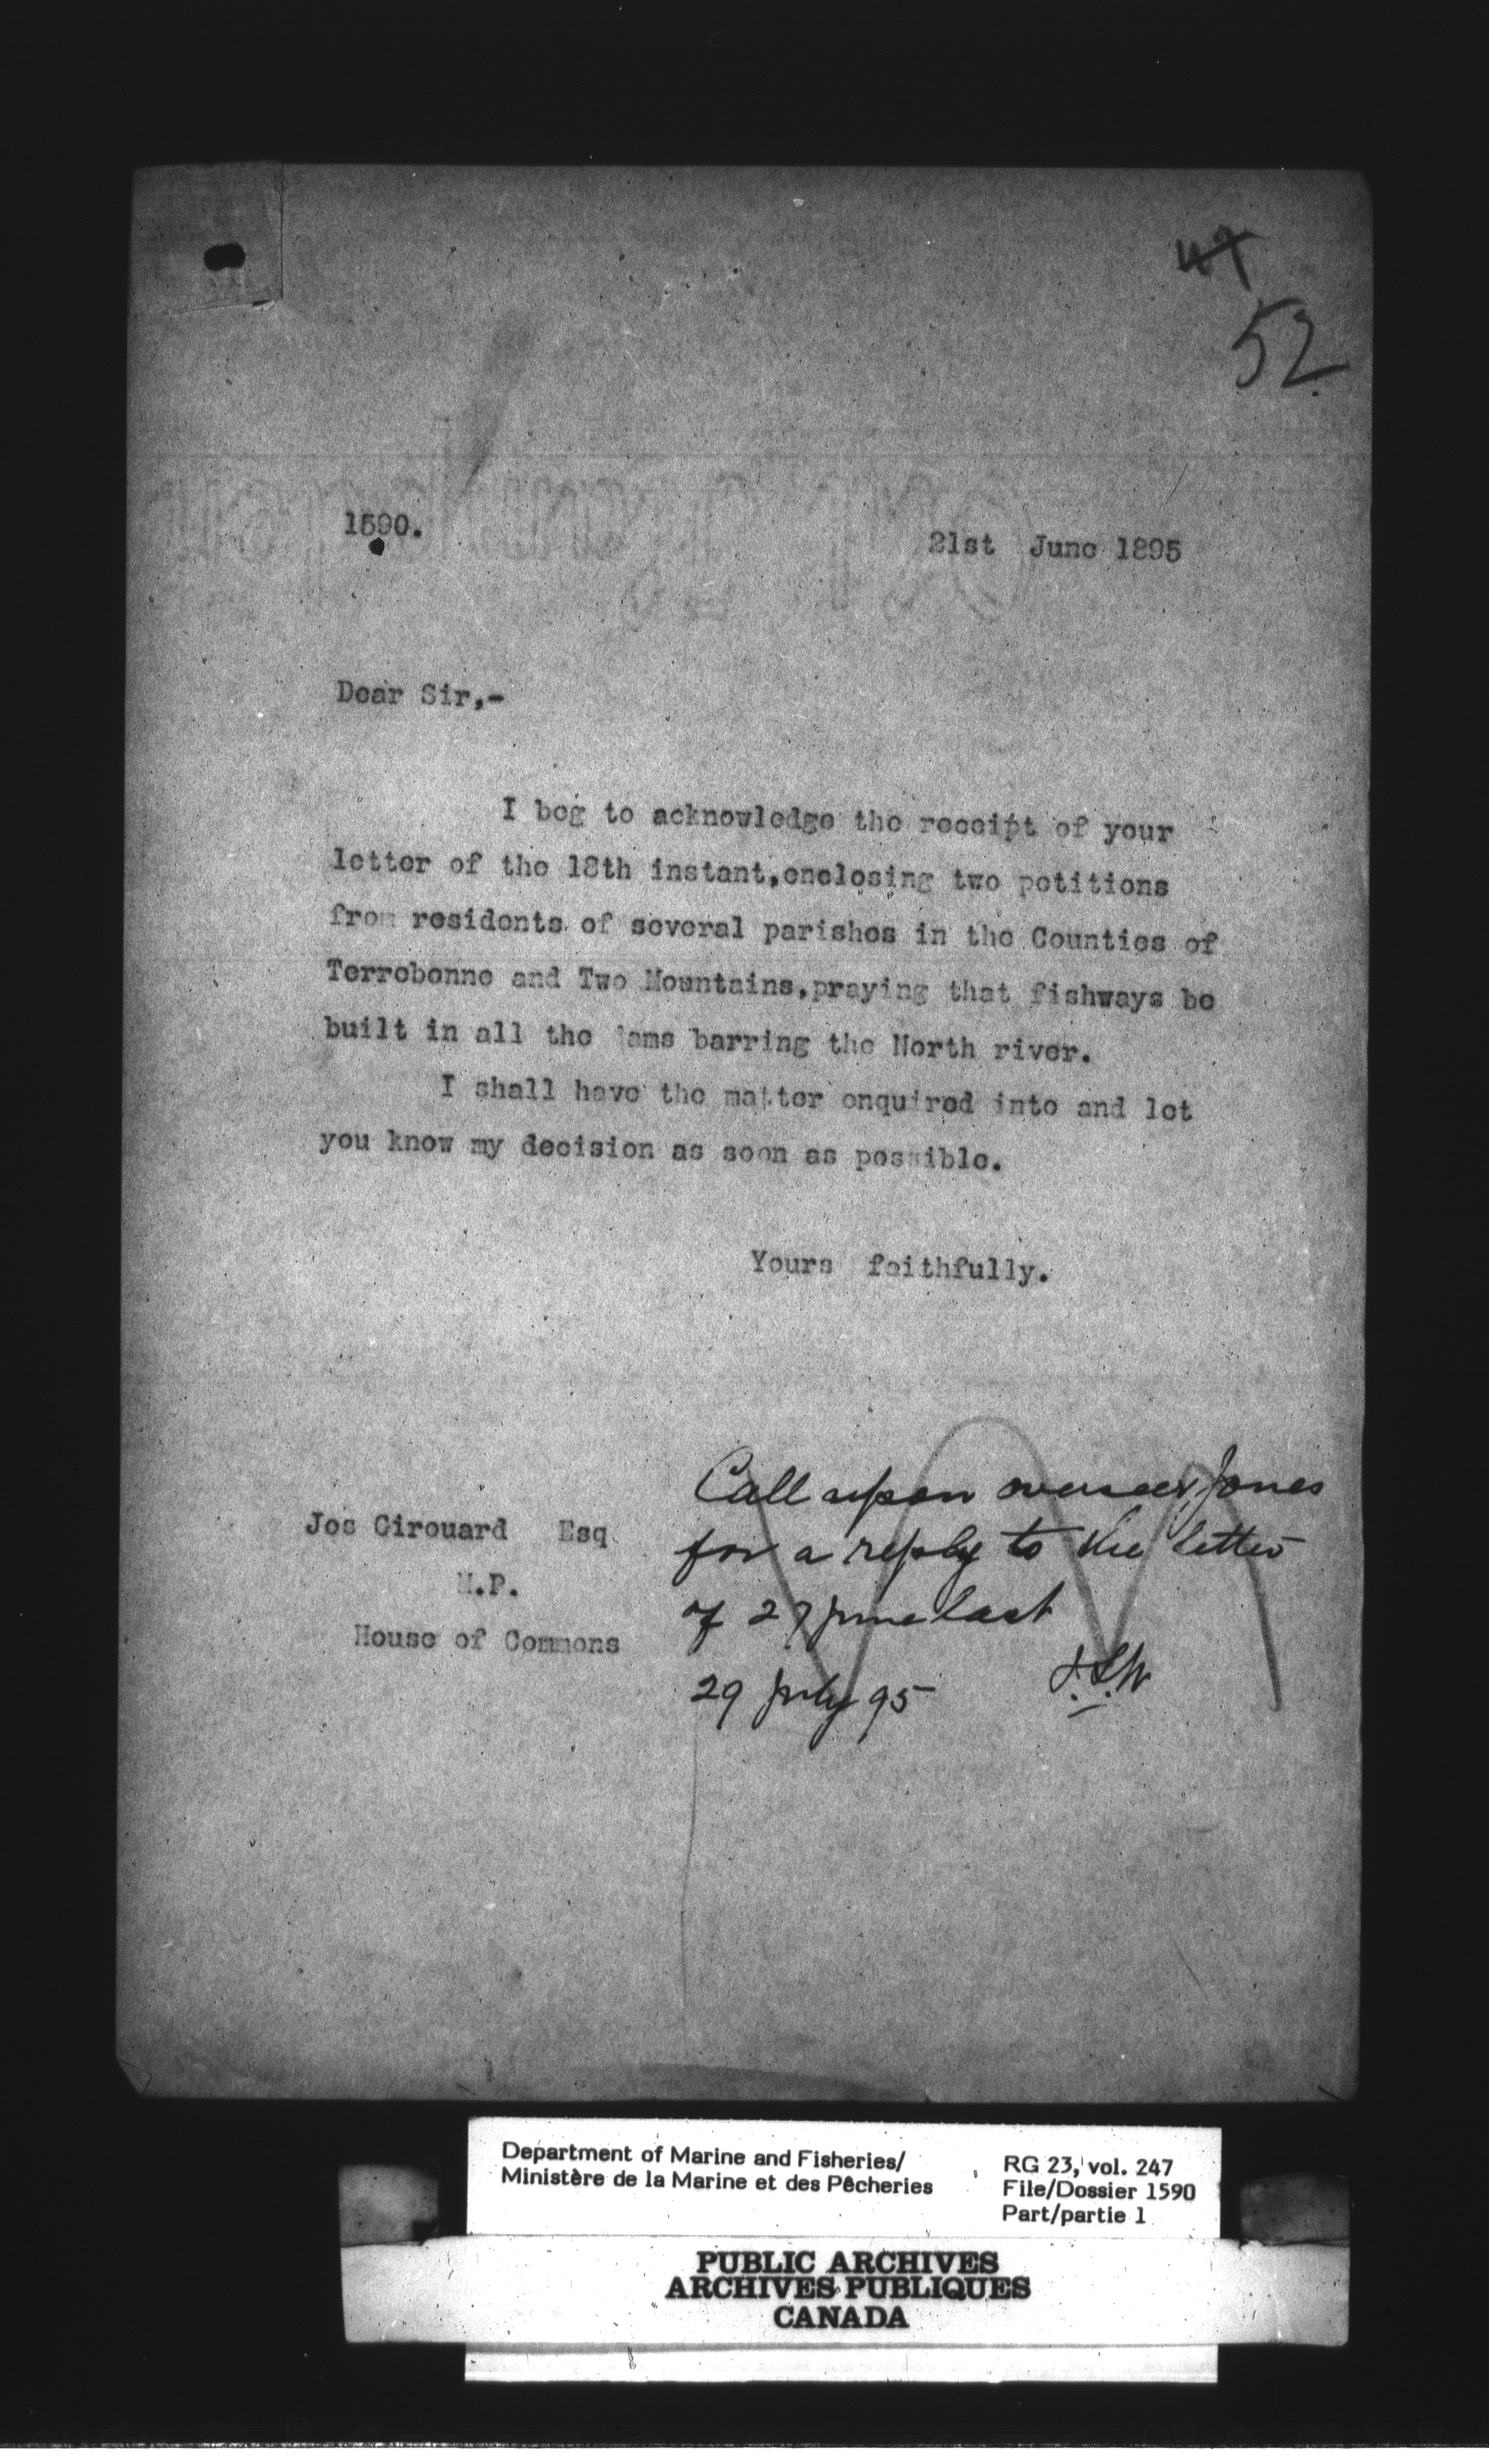 47
52
1590.
21st June 1895
Dear Sir,-
I beg to acknowledge the receipt of your
letter of the 18th instant, enclosing two petitions
from residents of several parishes in the Counties of
Terrebonne and Two Mountains, praying that fishways be
built in all the dams barring the North river.
I shall have the matter enquired into and let
you know my decision as soon as possible.
Yours faithfully.
Jos Girouard Esq
M.P.
House of Commons
Call upon overseer Jones
for a reply to the letter
of 27 June last
29 July 95
Department of Marine and Fisheries/
Ministère de la Marine et des Pêcheries
RG 23, vol. 247
File/Dossier 1590
Part/partie 1
PUBLIC ARCHIVES
ARCHIVES PUBLIQUES
CANADA